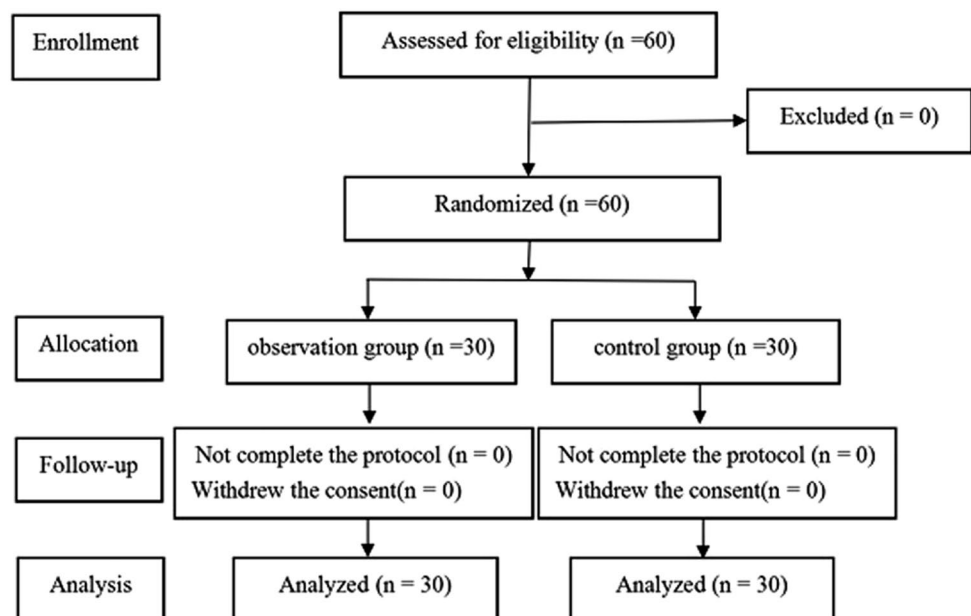 Enrollment
Assessed for eligibility (n =60)
Excluded (n = 0)
Randomized (n =60)
Allocation
observation group (n =30)
control group (n =30)
Follow-up
Not complete the protocol (n = 0)
Withdrew the consent(n = 0)
Not complete the protocol (n = 0)
Withdrew the consent(n = 0)
Analysis
Analyzed (n = 30)
Analyzed (n = 30)